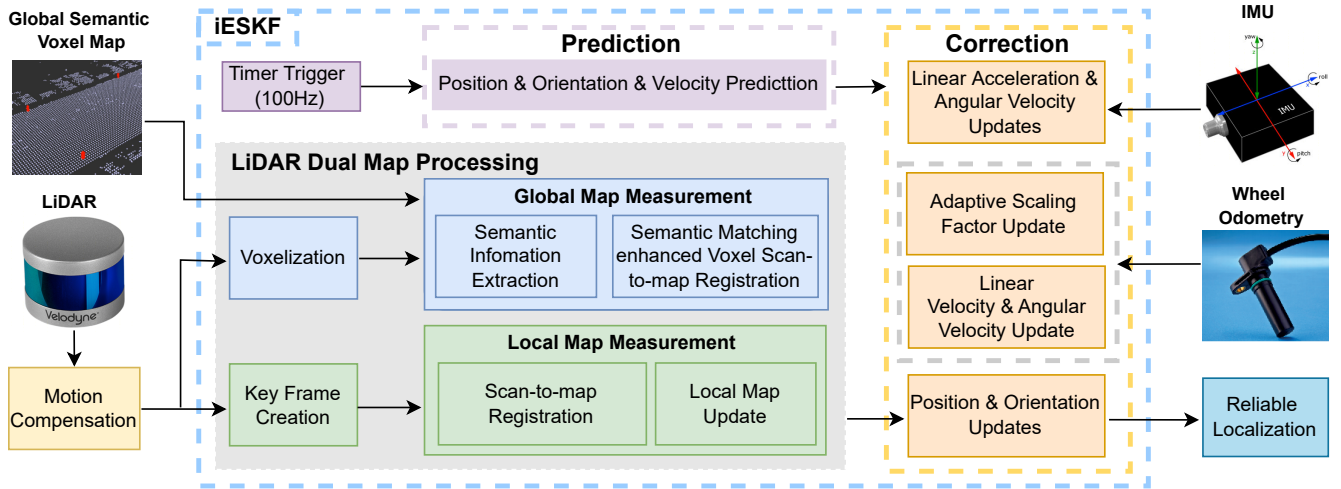 Global Semantic
Voxel Map
iESKF
Prediction
Correction
IMU
Timer Trigger
(100Hz)
Position & Orientation & Velocity Predicttion
Linear Acceleration &
Angular Velocity
Updates
yaw
z
roll
x
IMU
Y
pitch
LiDAR Dual Map Processing
LiDAR
Velodyne
Voxelization
Global Map Measurement
Semantic
Infomation
Extraction
Semantic Matching
enhanced Voxel Scan-
to-map Registration
Adaptive Scaling
Factor Update
Linear
Velocity & Angular
Velocity Update
Wheel
Odometry
Motion
Compensation
Key Frame
Creation
Local Map Measurement
Scan-to-map
Registration
Local Map
Update
Position & Orientation
Updates
Reliable
Localization